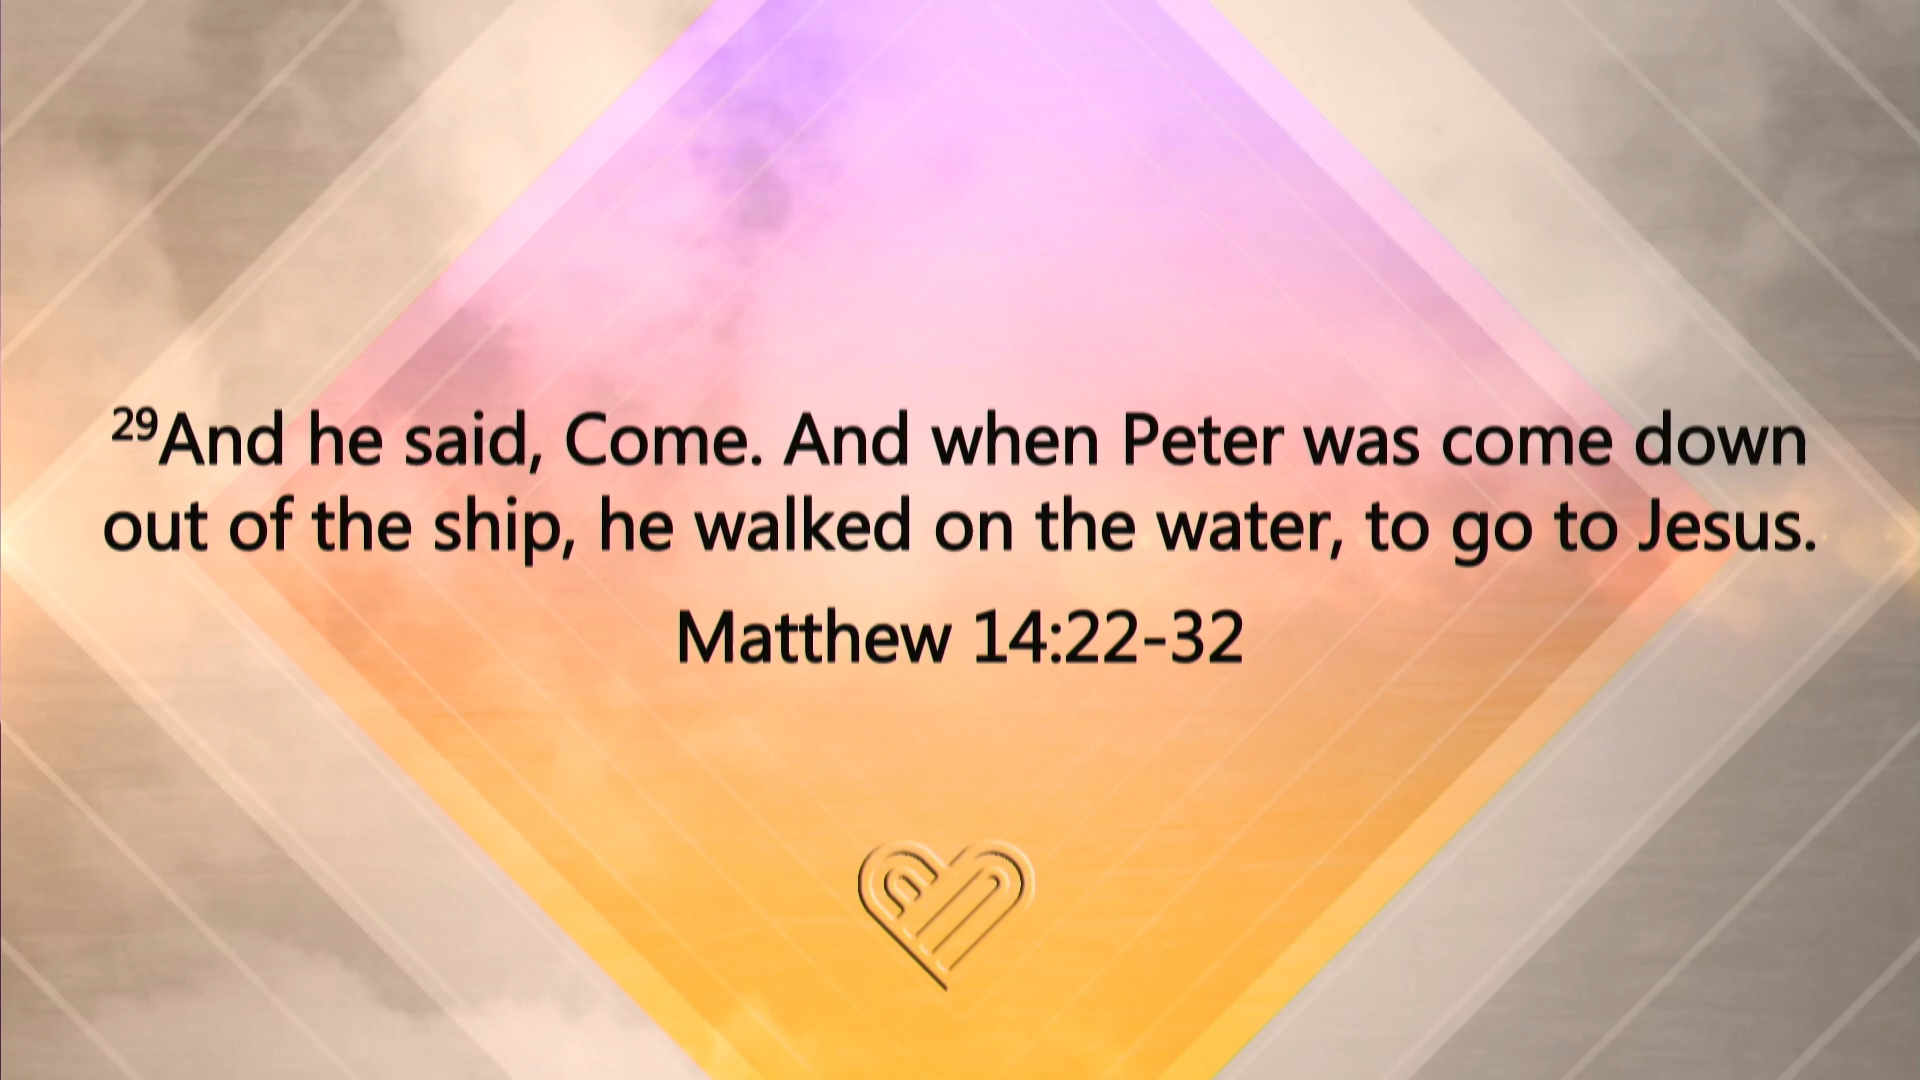 29And he said, Come. And when Peter was come down
out of the ship, he walked on the water, to go to Jesus.
Matthew 14:22-32